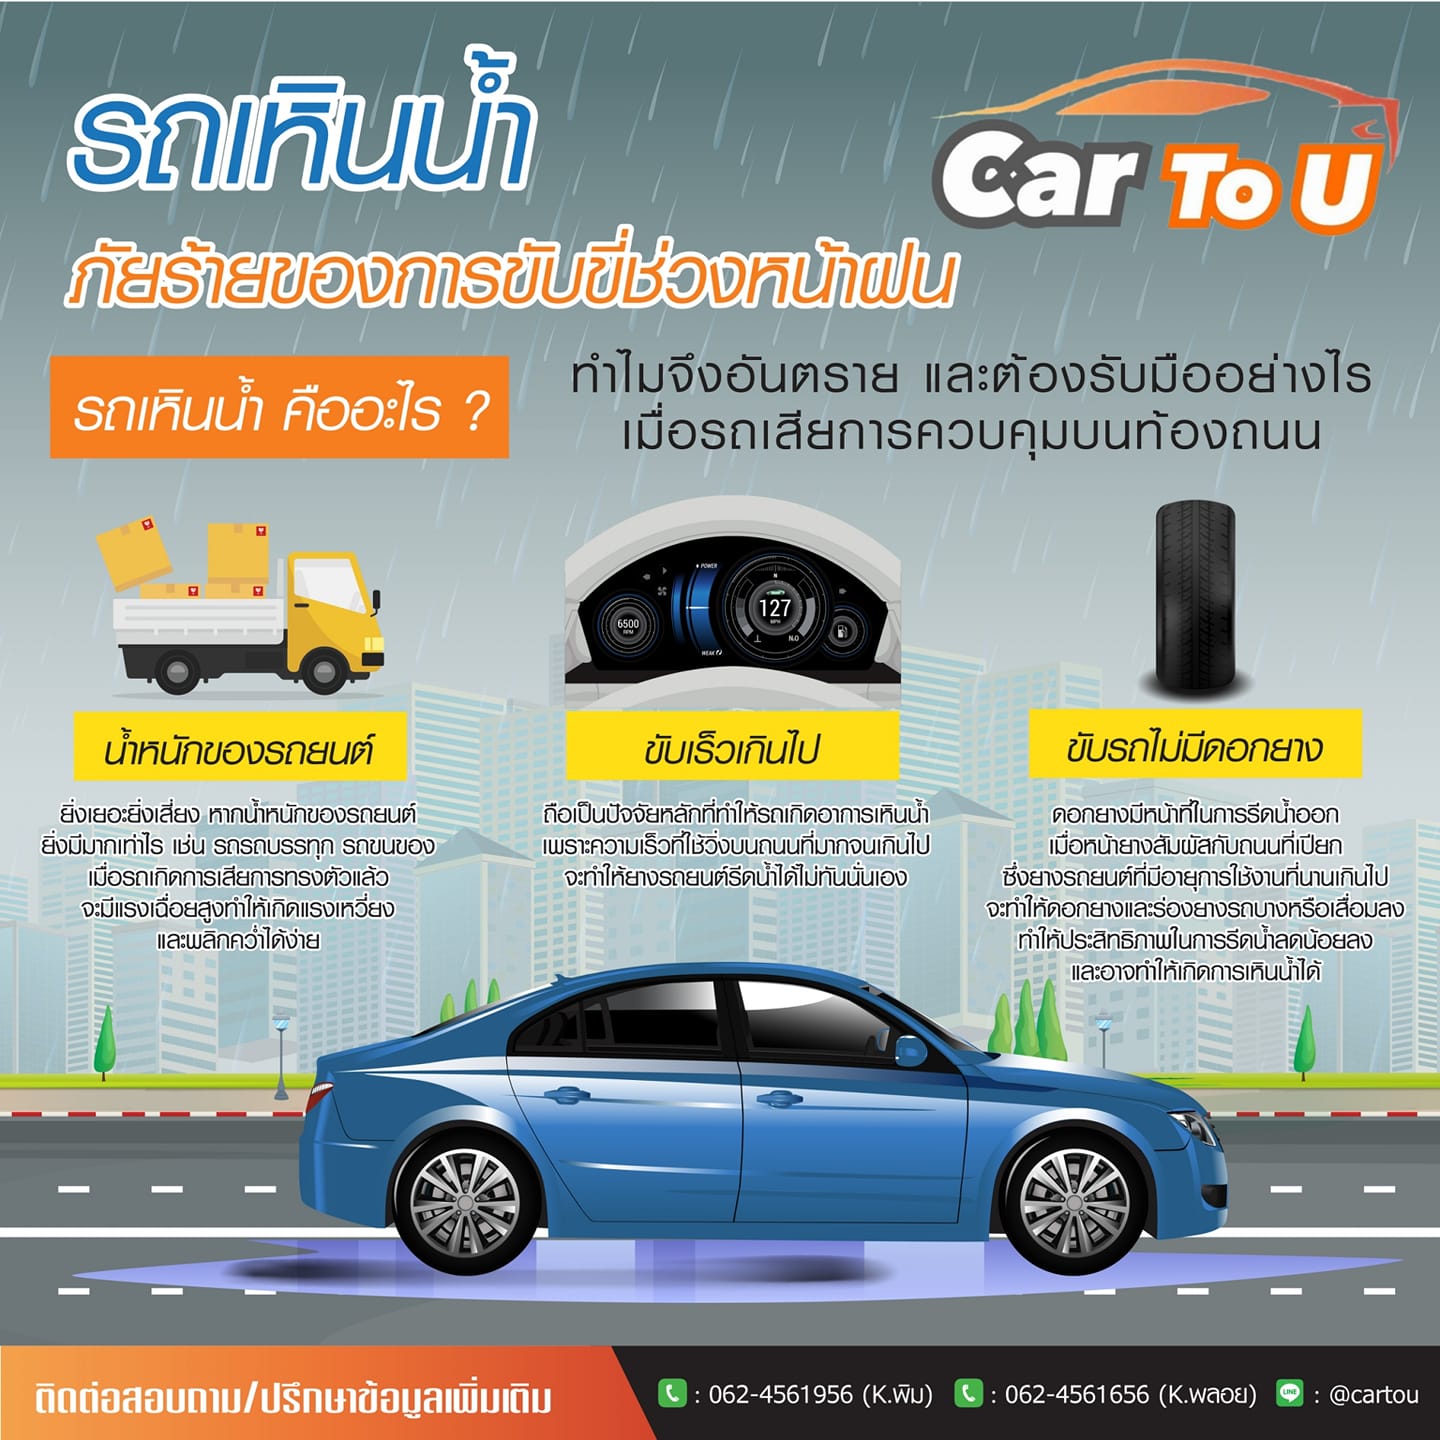 รถเหินน้ำ
Car To U
ภัยร้ายของการขับขี่ช่วงหน้าฝน
รถเหินน้ำ คืออะไร ?
ทำไมจึงอันตราย และต้องรับมืออย่างไร
เมื่อรถเสียการควบคุมบนท้องถนน
POWER
N
127
MPH
6500
RPM
N.O
WEAK
น้ำหนักของรถยนต์
ยิ่งเยอะยิ่งเสี่ยง หากน้ำหนักของรถยนต์
ยิ่งมีมากเท่าไร เช่น รถรถบรรทุก รถขนของ
เมื่อรถเกิดการเสียการทรงตัวแล้ว
จะมีแรงเฉื่อยสูงทำให้เกิดแรงเหวี่ยง
และพลิกคว่ำได้ง่าย
ขับเร็วเกินไป
ถือเป็นปัจจัยหลักที่ทำให้รถเกิดอาการเหินน้ำ
เพราะความเร็วที่ใช้วิ่งบนถนนที่มากจนเกินไป
จะทำให้ยางรถยนต์รีดน้ำได้ไม่ทันนั่นเอง
ขับรถไม่มีดอกยาง
ดอกยางมีหน้าที่ในการรีดน้ำออก
เมื่อหน้ายางสัมผัสกับถนนที่เปียก
ซึ่งยางรถยนต์ที่มีอายุการใช้งานที่นานเกินไป
จะทำให้ดอกยางและร่องยางรถบางหรือเสื่อมลง
ทำให้ประสิทธิภาพในการรีดน้ำลดน้อยลง
และอาจทำให้เกิดการเหินน้ำได้
ติดต่อสอบถาม/ปรึกษาข้อมูลเพิ่มเติม
: 062-4561956 (K.พิม)
: 062-4561656 (K.พลอย)
LINE : @cartou